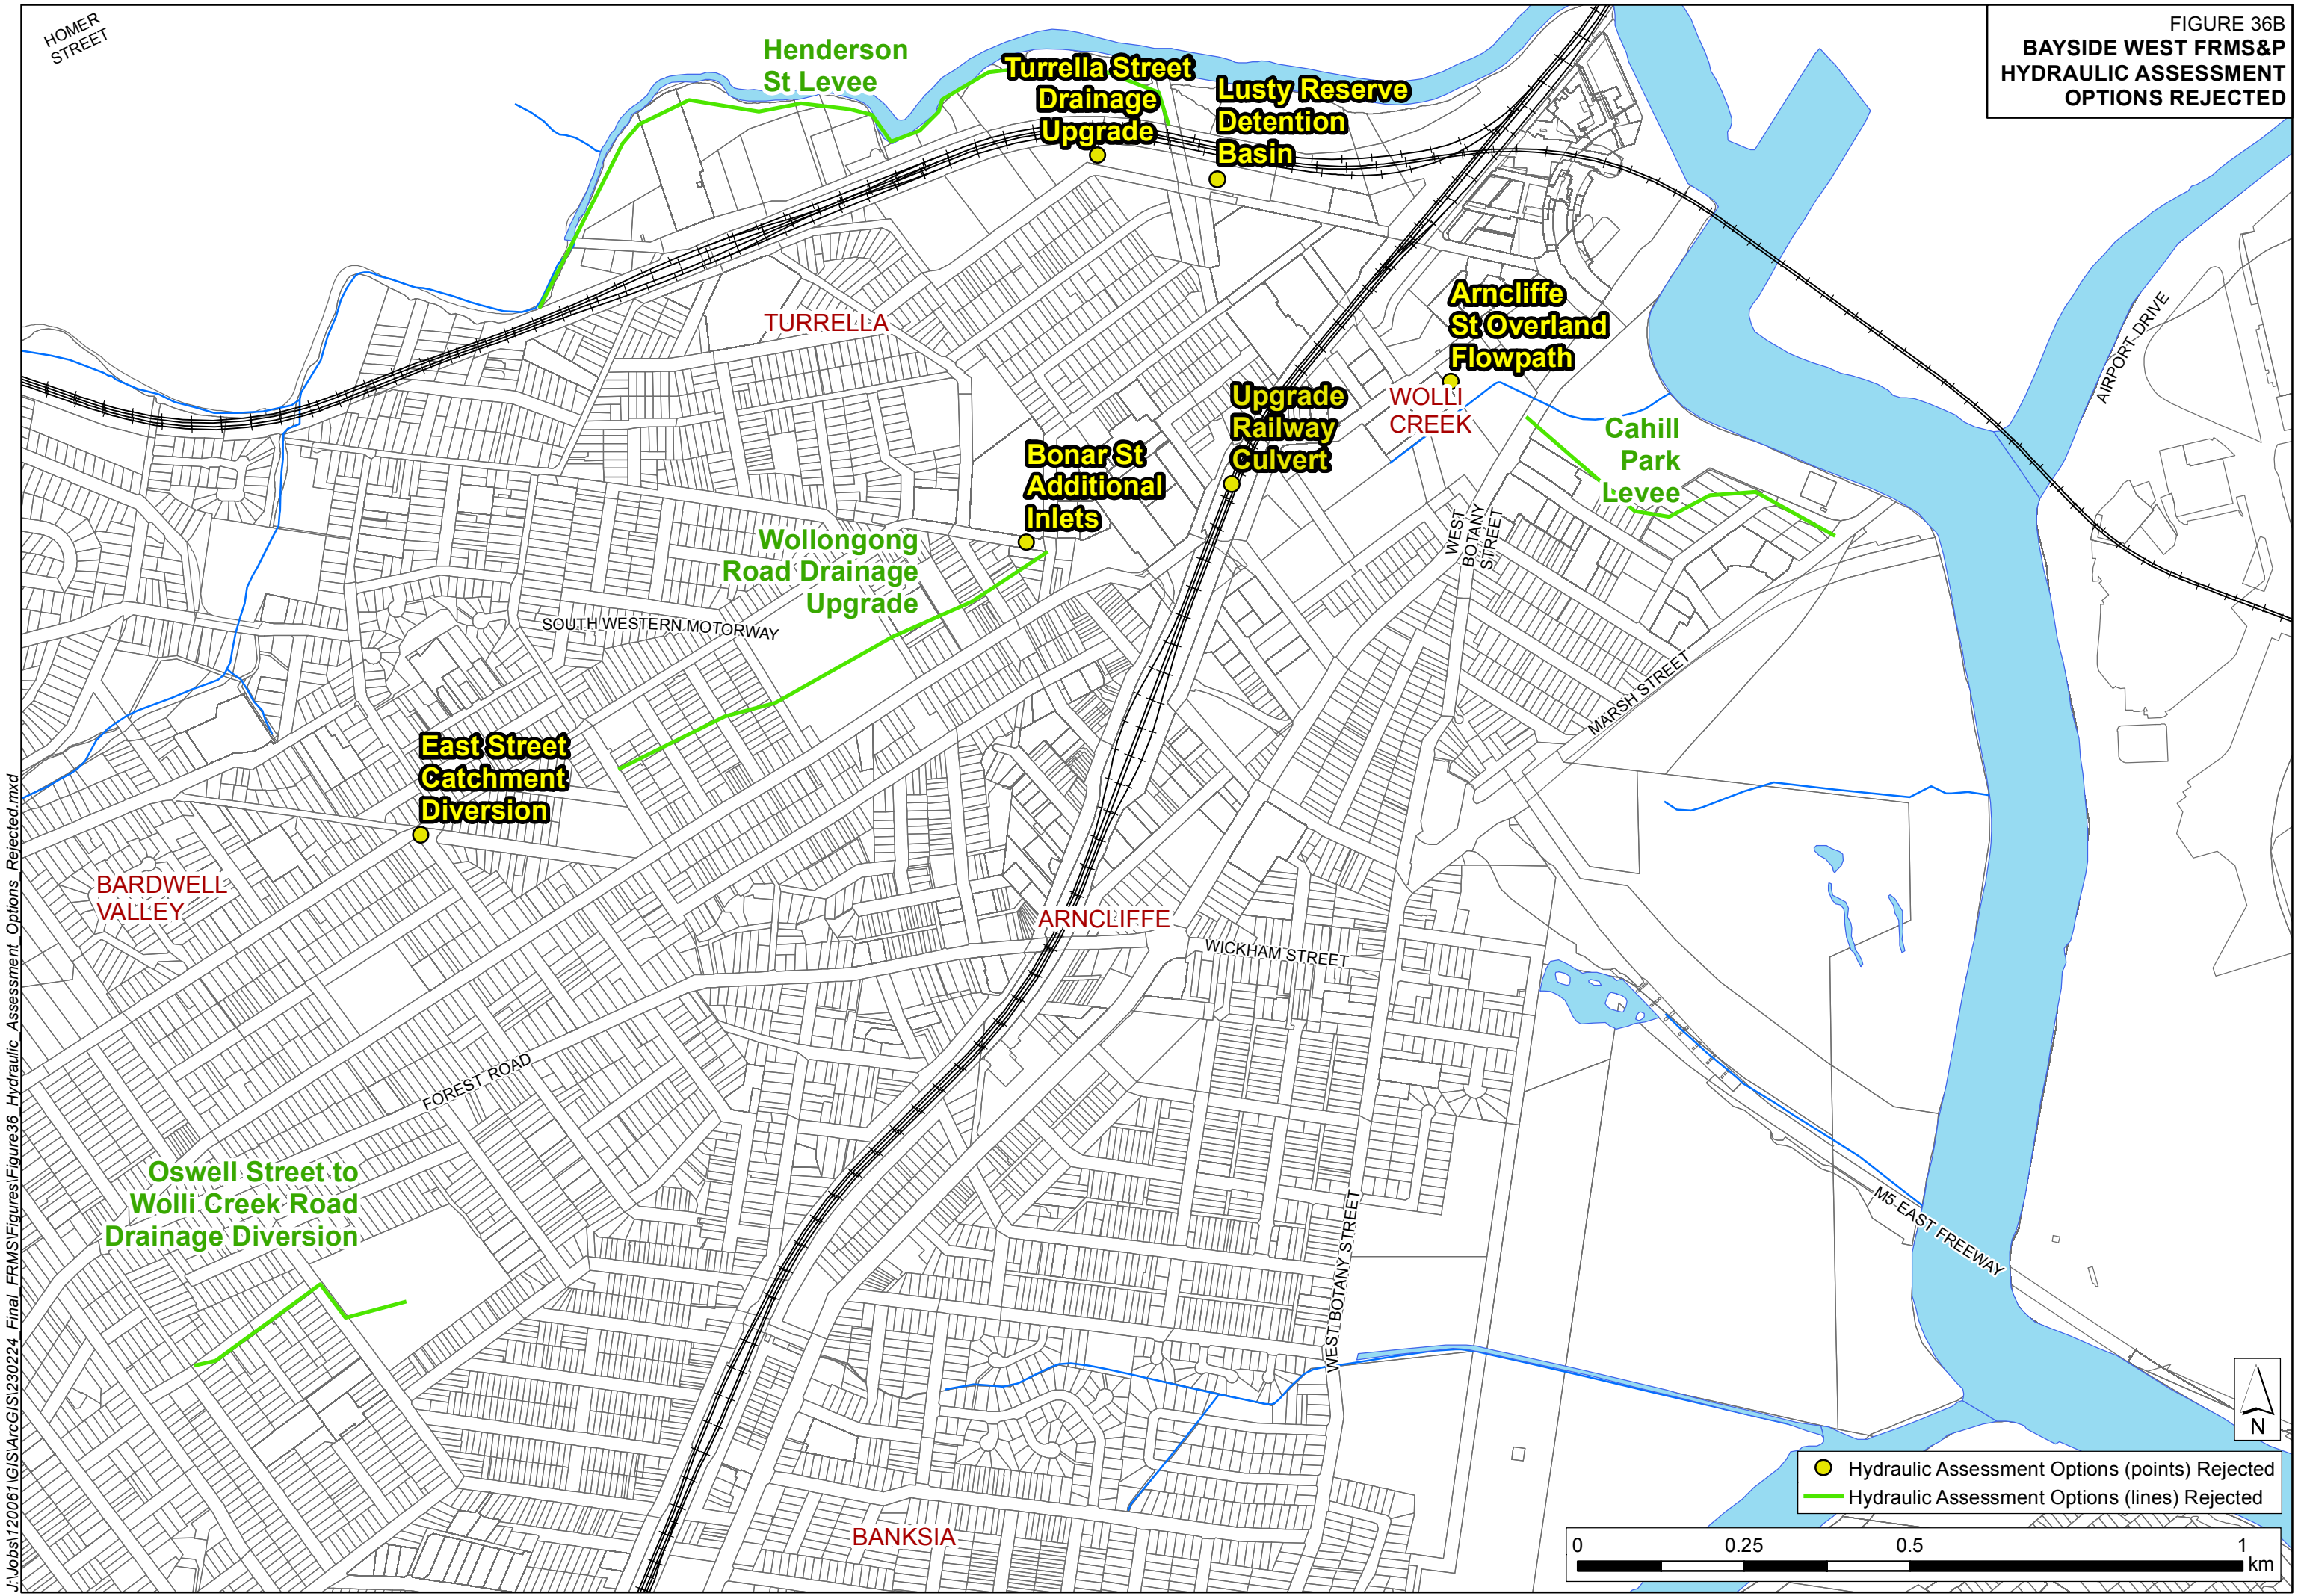 HOMER
STREET
FIGURE 36B
BAYSIDE WEST FRMS&P
HYDRAULIC ASSESSMENT
OPTIONS REJECTED
Henderson
St Levee
Turrella Street
Drainage
Upgrade
Lusty Reserve
Detention
Basin
TURRELLA
Arncliffe
St Overland
Flowpath
AIRPORT DRIVE
Upgrade
Railway
Culvert
WOLLI
CREEK
Cahill
Park
Levee
Bonar St
Additional
Inlets
WEST
BOTANY
STREET
Wollongong
Road Drainage
Upgrade
SOUTH WESTERN MOTORWAY
MARSH STREET
East Street
Catchment
Diversion
BARDWELL
VALLEY
ARNCLIFFE
WICKHAM STREET
FOREST ROAD
Oswell Street to
Wolli Creek Road
Drainage Diversion
WEST BOTANY STREET
M5 EAST FREEWAY
BANKSIA
N
Hydraulic Assessment Options (points) Rejected
Hydraulic Assessment Options (lines) Rejected
0 0.25 0.5 1
km
J:\Jobs\120061\GIS\ArcGIS\230224_Final_FRMS\Figures\Figure36_Hydraulic_Assessment_Options_Rejected.mxd